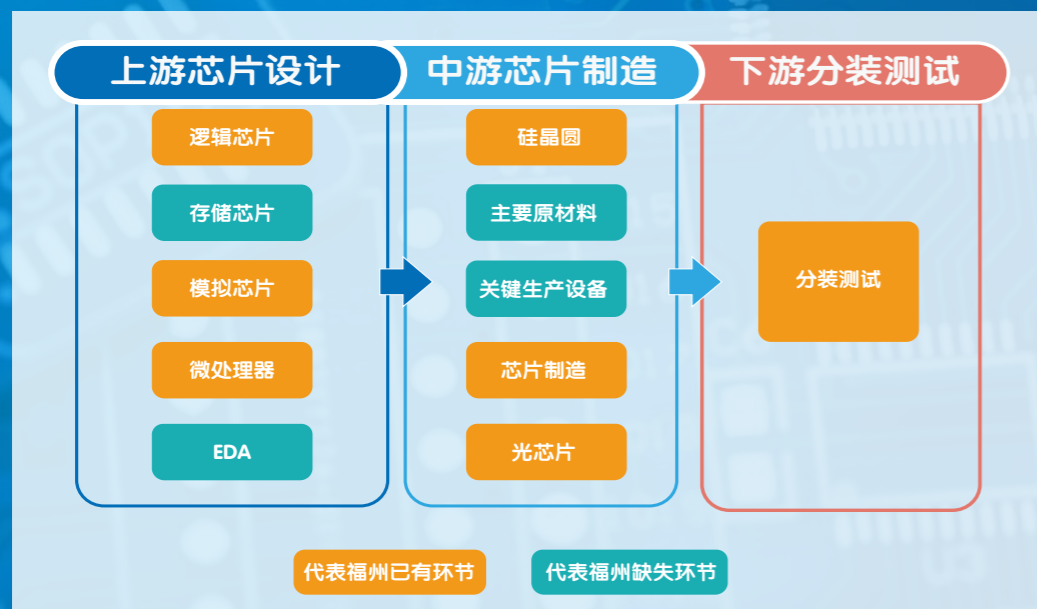 上游芯片设计
中游芯片制造
下游分装测试
逻辑芯片
存储芯片
模拟芯片
微处理器
EDA
硅晶圆
主要原材料
关键生产设备
芯片制造
光芯片
分装测试
代表福州已有环节
代表福州缺失环节